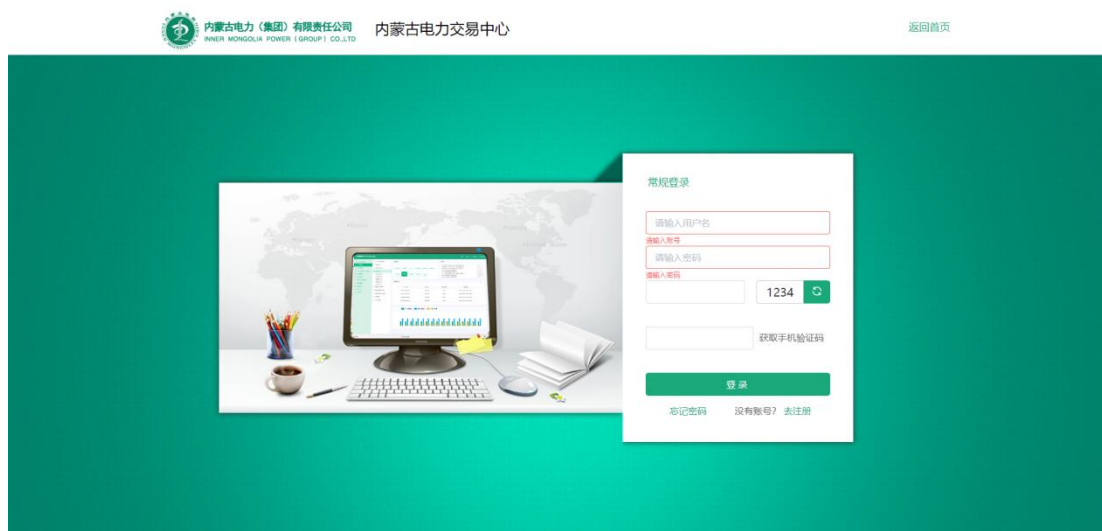 内蒙古电力（集团）有限责任公司
INNER MONGOLIA POWER (GROUP) CO.,LTD
内蒙古电力交易中心
返回首页
常规登录
请输入用户名
请输入账号
请输入密码
请输入密码
1234
获取手机验证码
登录
忘记密码 没有账号？去注册